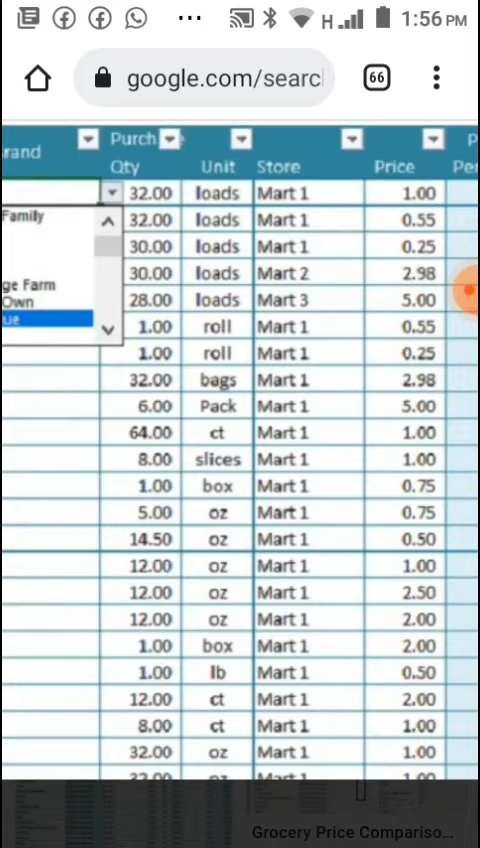 H 1:56 PM
google.com/searc
66
Purch
rand
Qty Unit Store Price
32.00 loads Mart 1 1.00
Family 32.00 loads Mart 1 0.55
30.00 loads Mart 1 0.25
ge Farm 30.00 loads Mart 2 2.98
Own 28.00 loads Mart 3 5.00
ue 1.00 roll Mart 1 0.55
1.00 roll Mart 1 0.25
32.00 bags Mart 1 2.98
6.00 Pack Mart 1 5.00
64.00 ct Mart 1 1.00
8.00 slices Mart 1 1.00
1.00 box Mart 1 0.75
5.00 oz Mart 1 0.75
14.50 oz Mart 1 0.50
12.00 oz Mart 1 1.00
12.00 oz Mart 1 2.50
12.00 oz Mart 1 2.00
1.00 box Mart 1 2.00
1.00 lb Mart 1 0.50
12.00 ct Mart 1 2.00
8.00 ct Mart 1 1.00
32.00 oz Mart 1 1.00
32.00 oz Mart 1 1.00
Grocery Price Compariso...